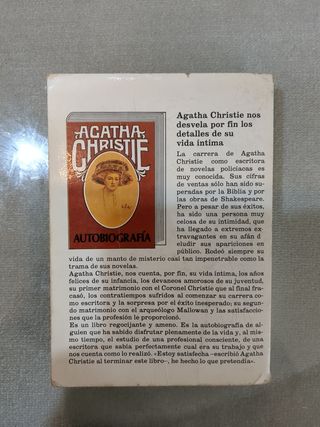 AGATHA
CHRISTIE
AUTOBIOGRAFÍA
Agatha Christie nos
desvela por fin los
detalles de su
vida íntima
La carrera de Agatha
Christie como escritora
de novelas policíacas es
muy conocida. Sus cifras
de ventas sólo han sido su-
peradas por la Biblia y por
las obras de Shakespeare.
Pero a pesar de sus éxitos,
ha sido una persona muy
celosa de su intimidad, que
ha llegado a extremos ex-
travagantes en su afán d
eludir sus apariciones en
público. Rodeó siempre su
vida de un manto de misterio casi tan impenetrable como la
trama de sus novelas.
Agatha Christie, nos cuenta, por fin, su vida íntima, los años
felices de su infancia, los devaneos amorosos de su juventud,
su primer matrimonio con el Coronel Christie que al final fra-
casó, los contratiempos sufridos al comenzar su carrera co-
mo escritora y la sorpresa por el éxito inesperado; su segun-
do matrimonio con el arqueólogo Mallowan y las satisfaccio-
nes que la profesión le proporcionó.
Es un libro regocijante y ameno. Es la autobiografía de al-
guien que ha sabido disfrutar plenamente de la vida y, al mis-
mo tiempo, el estudio de una profesional consciente, de una
escritora que sabía perfectamente cual era su trabajo y que
nos cuenta como lo realizó. «Estoy satisfecha –escribió Agatha
Christie al terminar este libro–, he hecho lo que pretendía».